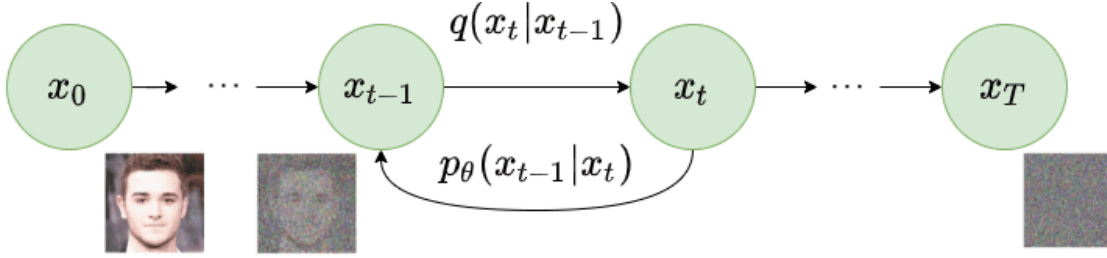 q(x_t|x_{t−1})
x_0 ··· x_{t−1} x_t ··· x_T
p_θ(x_{t−1}|x_t)